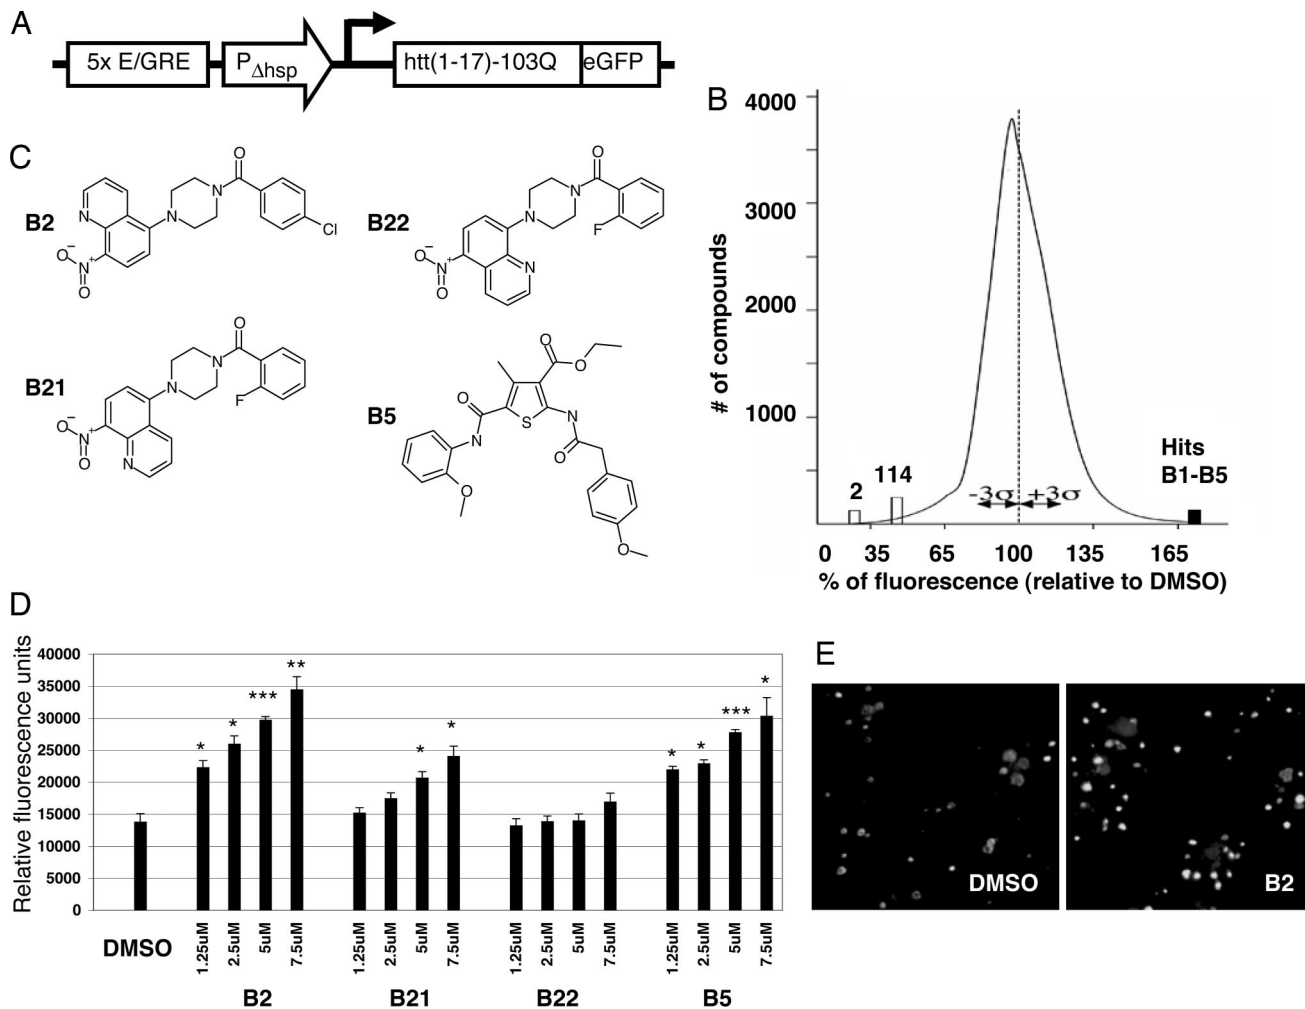 A
5x E/GRE
PΔhsp
htt(1-17)-103Q
eGFP
B
4000
3000
2000
1000
# of compounds
2
114
-3σ
+3σ
Hits
B1-B5
0 35 65 100 135 165
% of fluorescence (relative to DMSO)
C
B2
N
N
N
O
Cl
N+
O−
O
B22
N
N
O
F
N
N+
O−
O
B21
N
N
O
F
N
N+
O−
O
B5
O
O
S
O
N
N
O
O
O
D
Relative fluorescence units
40000
35000
30000
25000
20000
15000
10000
5000
0
* * *** **
* *
* * *** *
DMSO
1.25uM 2.5uM 5uM 7.5uM
1.25uM 2.5uM 5uM 7.5uM
1.25uM 2.5uM 5uM 7.5uM
1.25uM 2.5uM 5uM 7.5uM
B2 B21 B22 B5
E
DMSO
B2